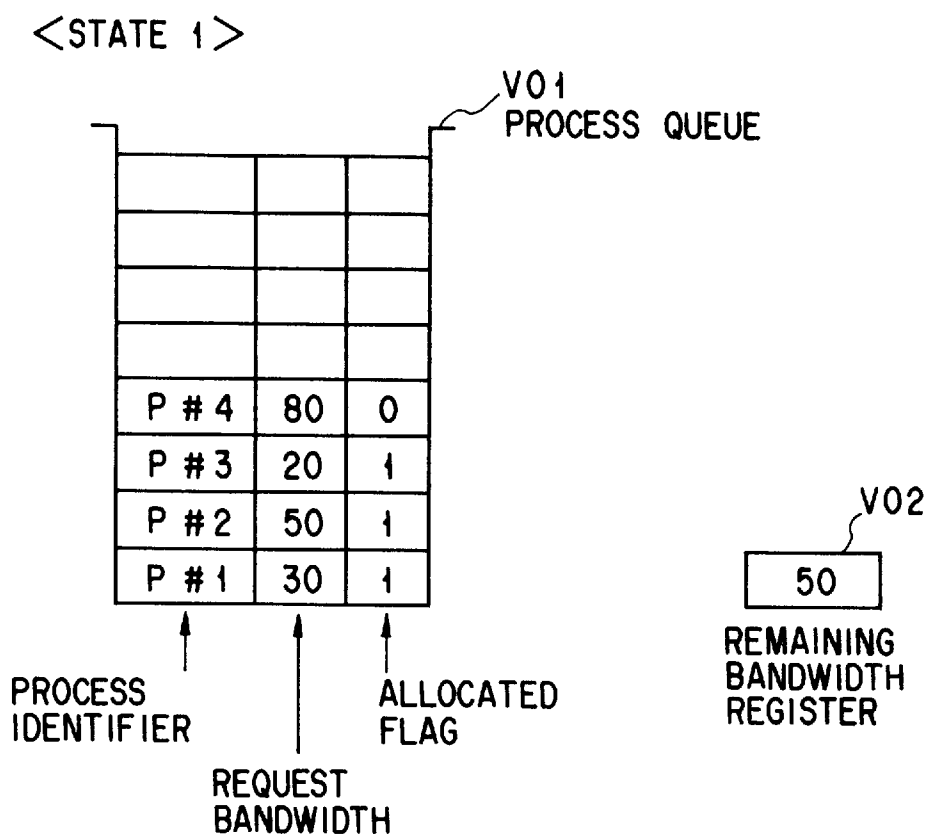 <STATE 1>
V01
PROCESS QUEUE
P #4 80 0
P #3 20 1
P #2 50 1
P #1 30 1
V02
50
REMAINING
BANDWIDTH
REGISTER
PROCESS
IDENTIFIER
ALLOCATED
FLAG
REQUEST
BANDWIDTH